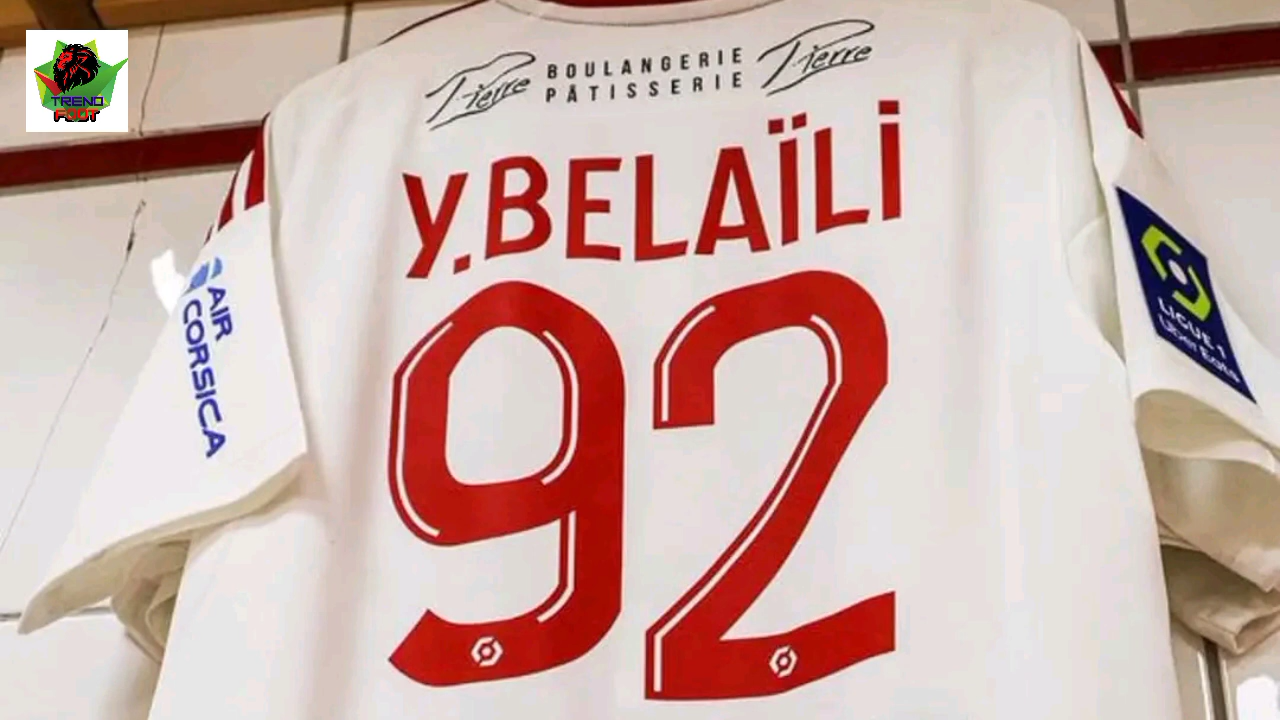 TREND
FOOT
Pierre BOULANGERIE PÂTISSERIE Pierre
Y.BELAÏLI
92
AIR
CORSICA
LIGUE 1
Uber Eats